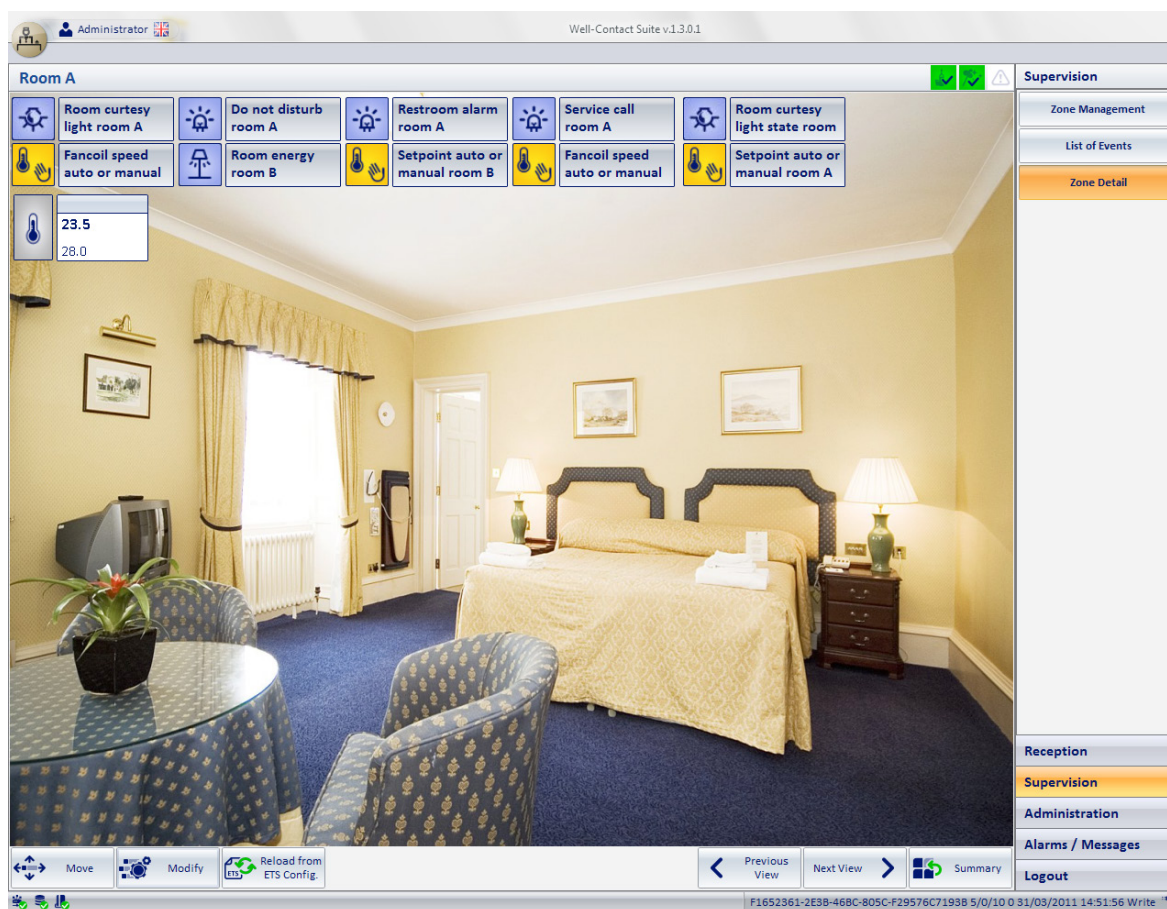 Administrator
Well-Contact Suite v.1.3.0.1
Room A
Supervision
Room curtesy
light room A
Do not disturb
room A
Restroom alarm
room A
Service call
room A
Room curtesy
light state room
Fancoil speed
auto or manual
Room energy
room B
Setpoint auto or
manual room B
Fancoil speed
auto or manual
Setpoint auto or
manual room A
23.5
28.0
Zone Management
List of Events
Zone Detail
Reception
Supervision
Administration
Alarms / Messages
Logout
Move
Modify
ETS
Reload from
ETS Config.
Previous
View
Next View
Summary
F1652361-2E3B-46BC-805C-F29576C7193B 5/0/10 0 31/03/2011 14:51:56 Write